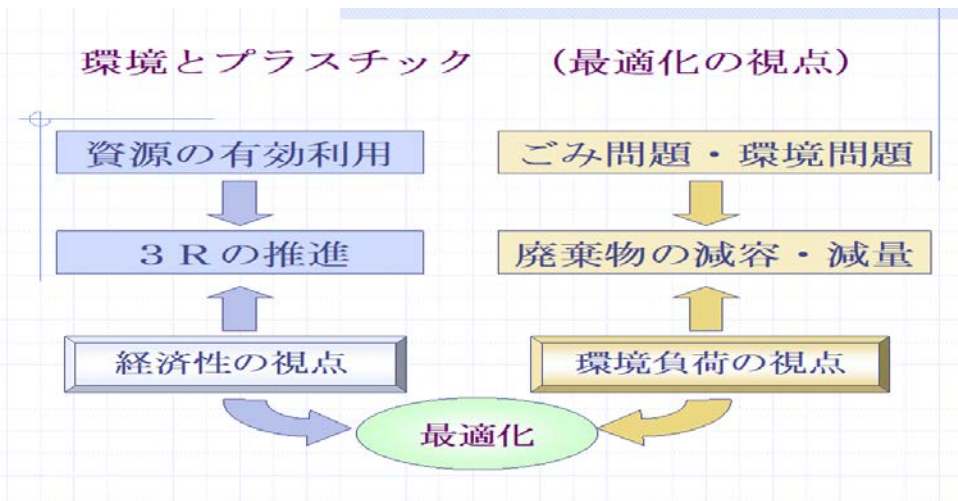 環境とプラスチック （最適化の視点）
資源の有効利用
ごみ問題・環境問題
３Ｒの推進
廃棄物の減容・減量
経済性の視点
環境負荷の視点
最適化